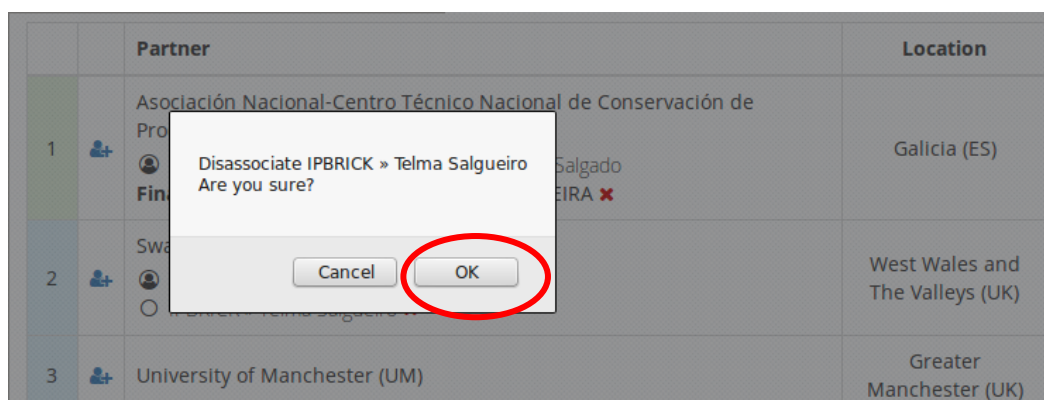 Partner Location
Asociación Nacional-Centro Técnico Nacional de Conservación de
Pro
1 Galicia (ES)
Salgado
Fin EIRA
Disassociate IPBRICK » Telma Salgueiro
Are you sure?
Cancel OK
Swa
2 West Wales and
The Valleys (UK)
3 University of Manchester (UM) Greater
Manchester (UK)